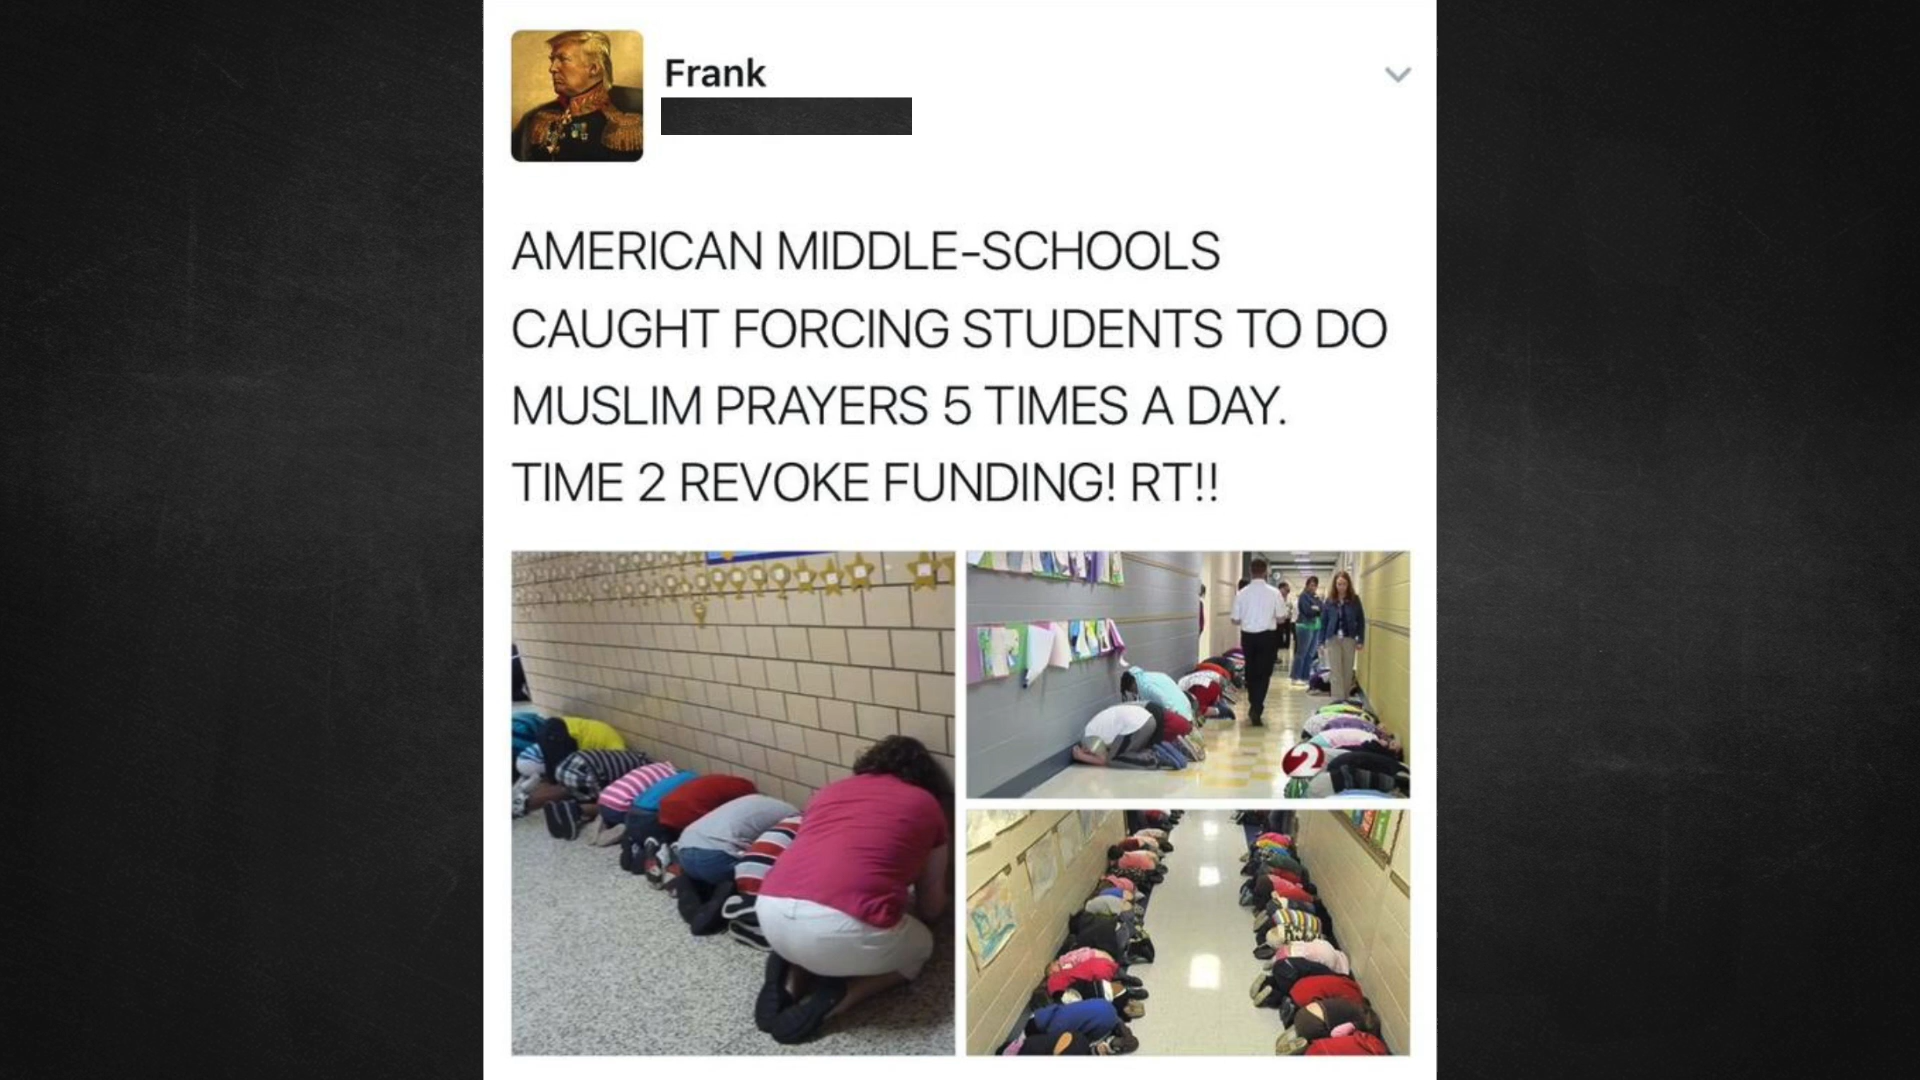 Frank
AMERICAN MIDDLE-SCHOOLS
CAUGHT FORCING STUDENTS TO DO
MUSLIM PRAYERS 5 TIMES A DAY.
TIME 2 REVOKE FUNDING! RT!!
2